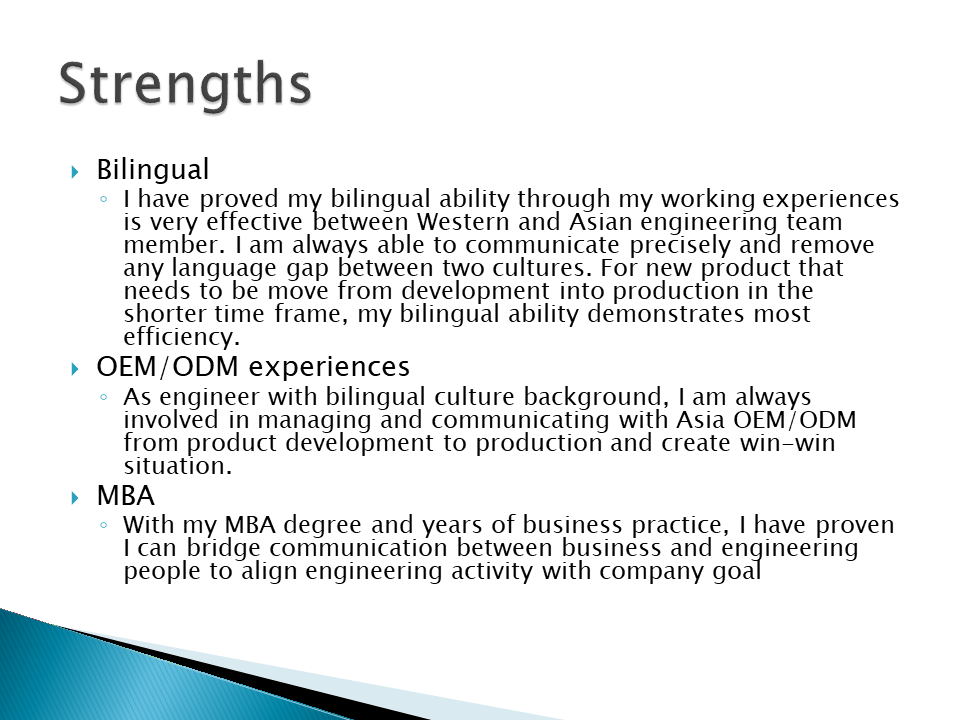 Strengths
Bilingual
I have proved my bilingual ability through my working experiences
is very effective between Western and Asian engineering team
member. I am always able to communicate precisely and remove
any language gap between two cultures. For new product that
needs to be move from development into production in the
shorter time frame, my bilingual ability demonstrates most
efficiency.
OEM/ODM experiences
As engineer with bilingual culture background, I am always
involved in managing and communicating with Asia OEM/ODM
from product development to production and create win-win
situation.
MBA
With my MBA degree and years of business practice, I have proven
I can bridge communication between business and engineering
people to align engineering activity with company goal